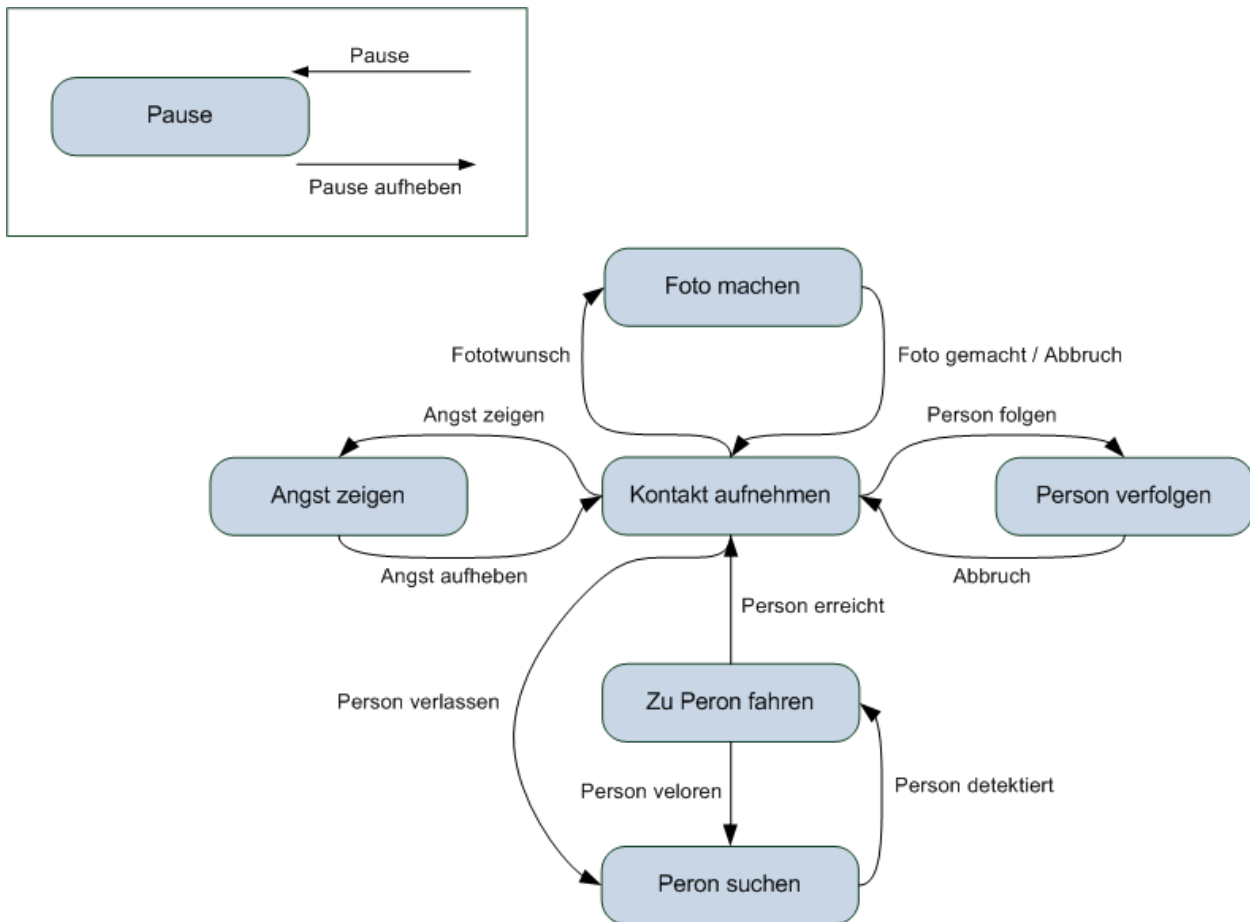 Pause
Pause
Pause aufheben
Foto machen
Fototwunsch
Foto gemacht / Abbruch
Angst zeigen
Person folgen
Angst zeigen
Kontakt aufnehmen
Person verfolgen
Angst aufheben
Abbruch
Person erreicht
Zu Peron fahren
Person verlassen
Person veloren
Person detektiert
Peron suchen